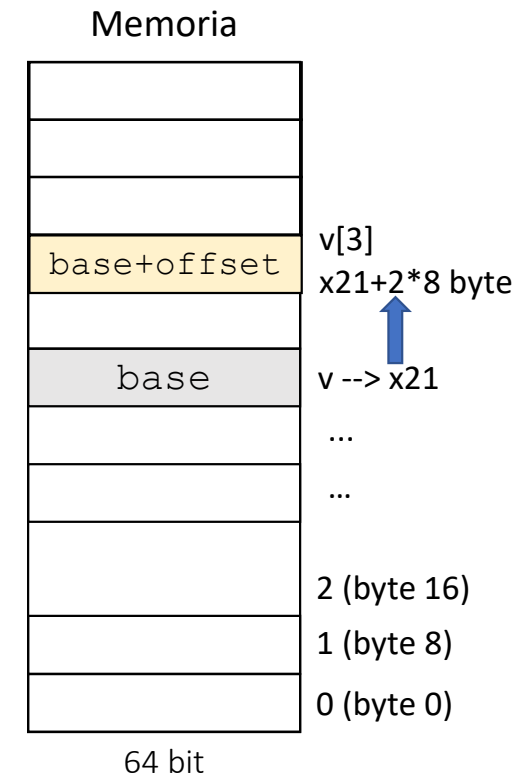 Memoria
v[3]
base+offset
x21+2*8 byte
base
v --> x21
...
...
2 (byte 16)
1 (byte 8)
0 (byte 0)
64 bit